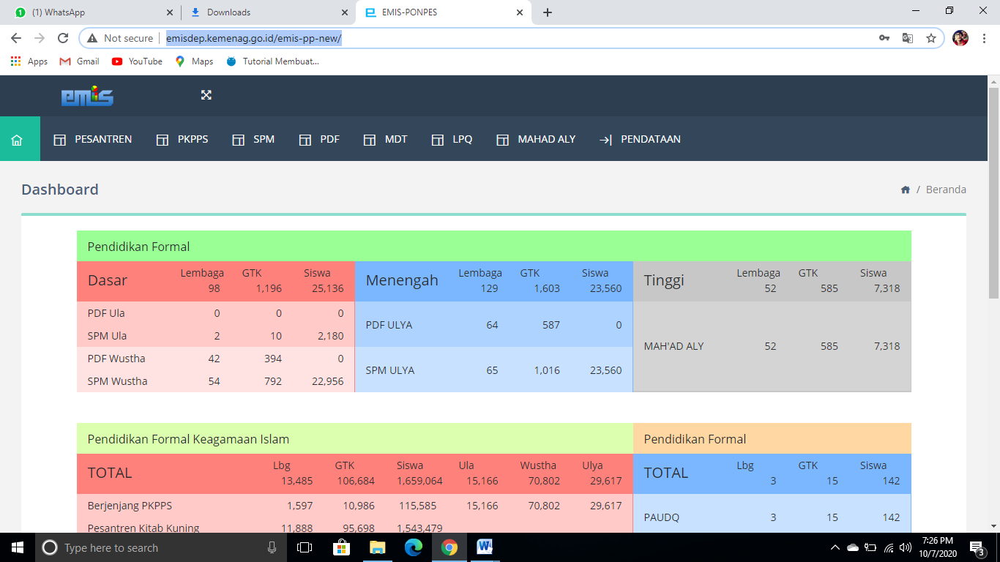 (1) WhatsApp
Downloads
EMIS-PONPES
Not secure
emisdep.kemenag.go.id/emis-pp-new/
Apps
Gmail
YouTube
Maps
Tutorial Membuat...
emis
PESANTREN
PKPPS
SPM
PDF
MDT
LPQ
MAHAD ALY
PENDATAAN
Dashboard
/ Beranda
Pendidikan Formal
Dasar
Lembaga GTK Siswa
98 1,196 25,136
PDF Ula 0 0 0
SPM Ula 2 10 2,180
PDF Wustha 42 394 0
SPM Wustha 54 792 22,956
Menengah
Lembaga GTK Siswa
129 1,603 23,560
PDF ULYA 64 587 0
SPM ULYA 65 1,016 23,560
Tinggi
Lembaga GTK Siswa
52 585 7,318
MAH'AD ALY 52 585 7,318
Pendidikan Formal Keagamaan Islam
TOTAL
Lbg GTK Siswa Ula Wustha Ulya
13,485 106,684 1,659,064 15,166 70,802 29,617
Berjenjang PKPPS 1,597 10,986 115,585 15,166 70,802 29,617
Pesantren Kitab Kuning 11,888 95,698 1,543,479
Pendidikan Formal
TOTAL
Lbg GTK Siswa
3 15 142
PAUDQ 3 15 142
Type here to search
7:26 PM
10/7/2020
3